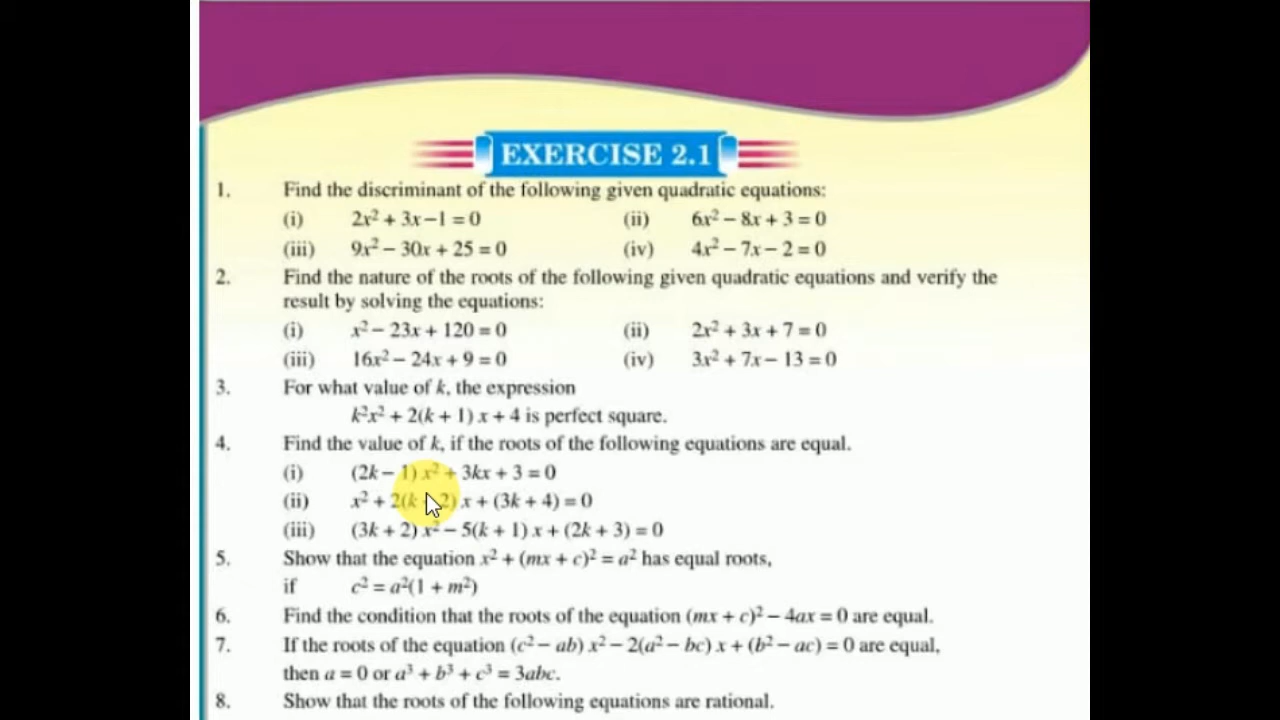 EXERCISE 2.1
1. Find the discriminant of the following given quadratic equations:
(i) 2x² + 3x – 1 = 0 (ii) 6x² – 8x + 3 = 0
(iii) 9x² – 30x + 25 = 0 (iv) 4x² – 7x – 2 = 0
2. Find the nature of the roots of the following given quadratic equations and verify the
result by solving the equations:
(i) x² – 23x + 120 = 0 (ii) 2x² + 3x + 7 = 0
(iii) 16x² – 24x + 9 = 0 (iv) 3x² + 7x – 13 = 0
3. For what value of k, the expression
k²x² + 2(k + 1) x + 4 is perfect square.
4. Find the value of k, if the roots of the following equations are equal.
(i) (2k – 1) x² + 3kx + 3 = 0
(ii) x² + 2(k 2) x + (3k + 4) = 0
(iii) (3k + 2) x² – 5(k + 1) x + (2k + 3) = 0
5. Show that the equation x² + (mx + c)² = a² has equal roots,
if c² = a²(1 + m²)
6. Find the condition that the roots of the equation (mx + c)² – 4ax = 0 are equal.
7. If the roots of the equation (c² – ab) x² – 2(a² – bc) x + (b² – ac) = 0 are equal,
then a = 0 or a³ + b³ + c³ = 3abc.
8. Show that the roots of the following equations are rational.